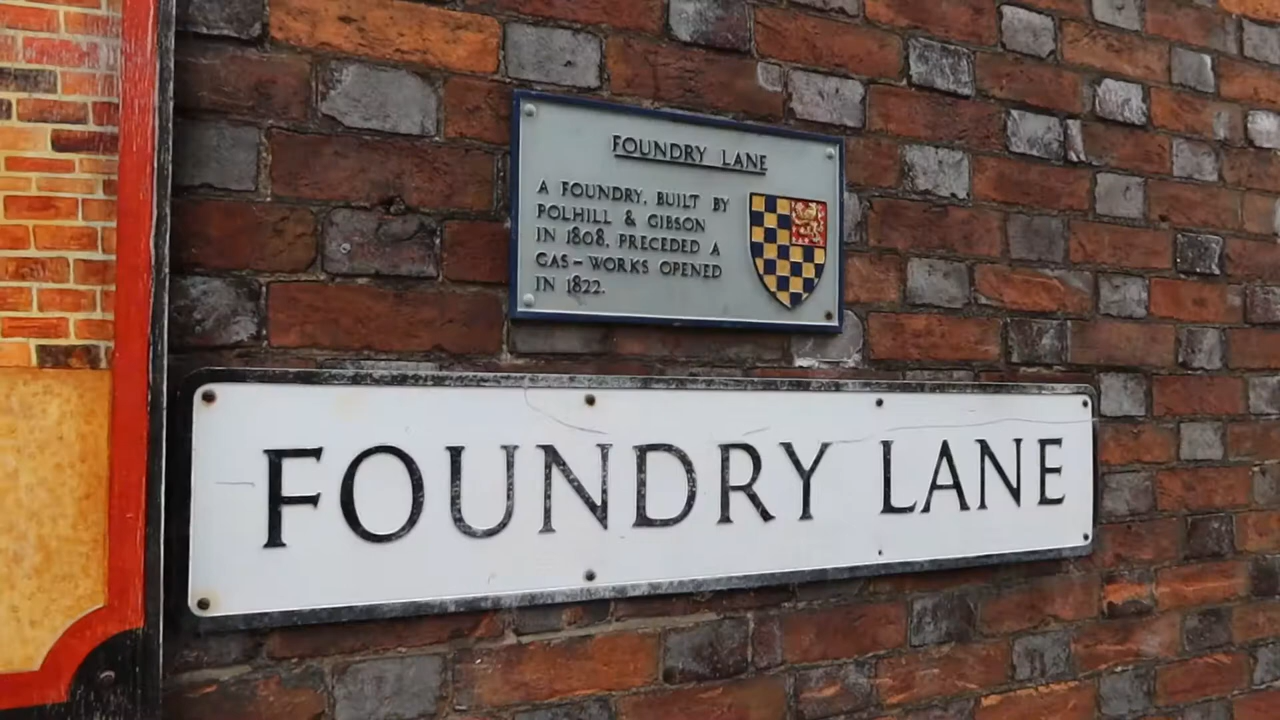 FOUNDRY LANE
A FOUNDRY, BUILT BY
POLHILL & GIBSON
IN 1808, PRECEDED A
GAS-WORKS OPENED
IN 1822.
FOUNDRY LANE